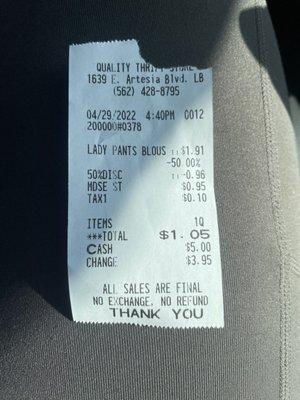 QUALITY THRIFT STORE
1639 E. Artesia Blvd. LB
(562) 428-8795
04/29/2022 4:40PM 0012
200000#0378
LADY PANTS BLOUS $1.91
-50.00%
50%DISC -0.96
MDSE ST $0.95
TAX1 $0.10
ITEMS 1Q
***TOTAL $1.05
CASH $5.00
CHANGE $3.95
ALL SALES ARE FINAL
NO EXCHANGE, NO REFUND
THANK YOU